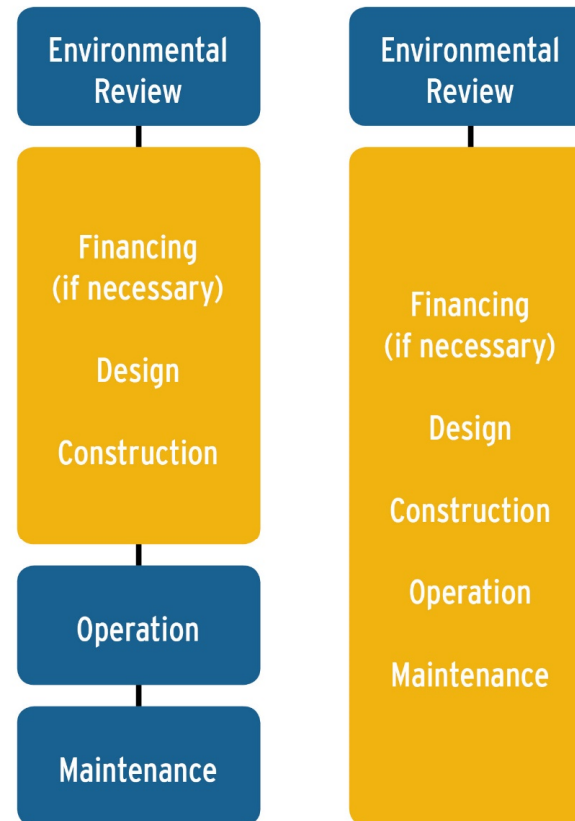 Environmental
Review
Financing
(if necessary)
Design
Construction
Operation
Maintenance
Environmental
Review
Financing
(if necessary)
Design
Construction
Operation
Maintenance